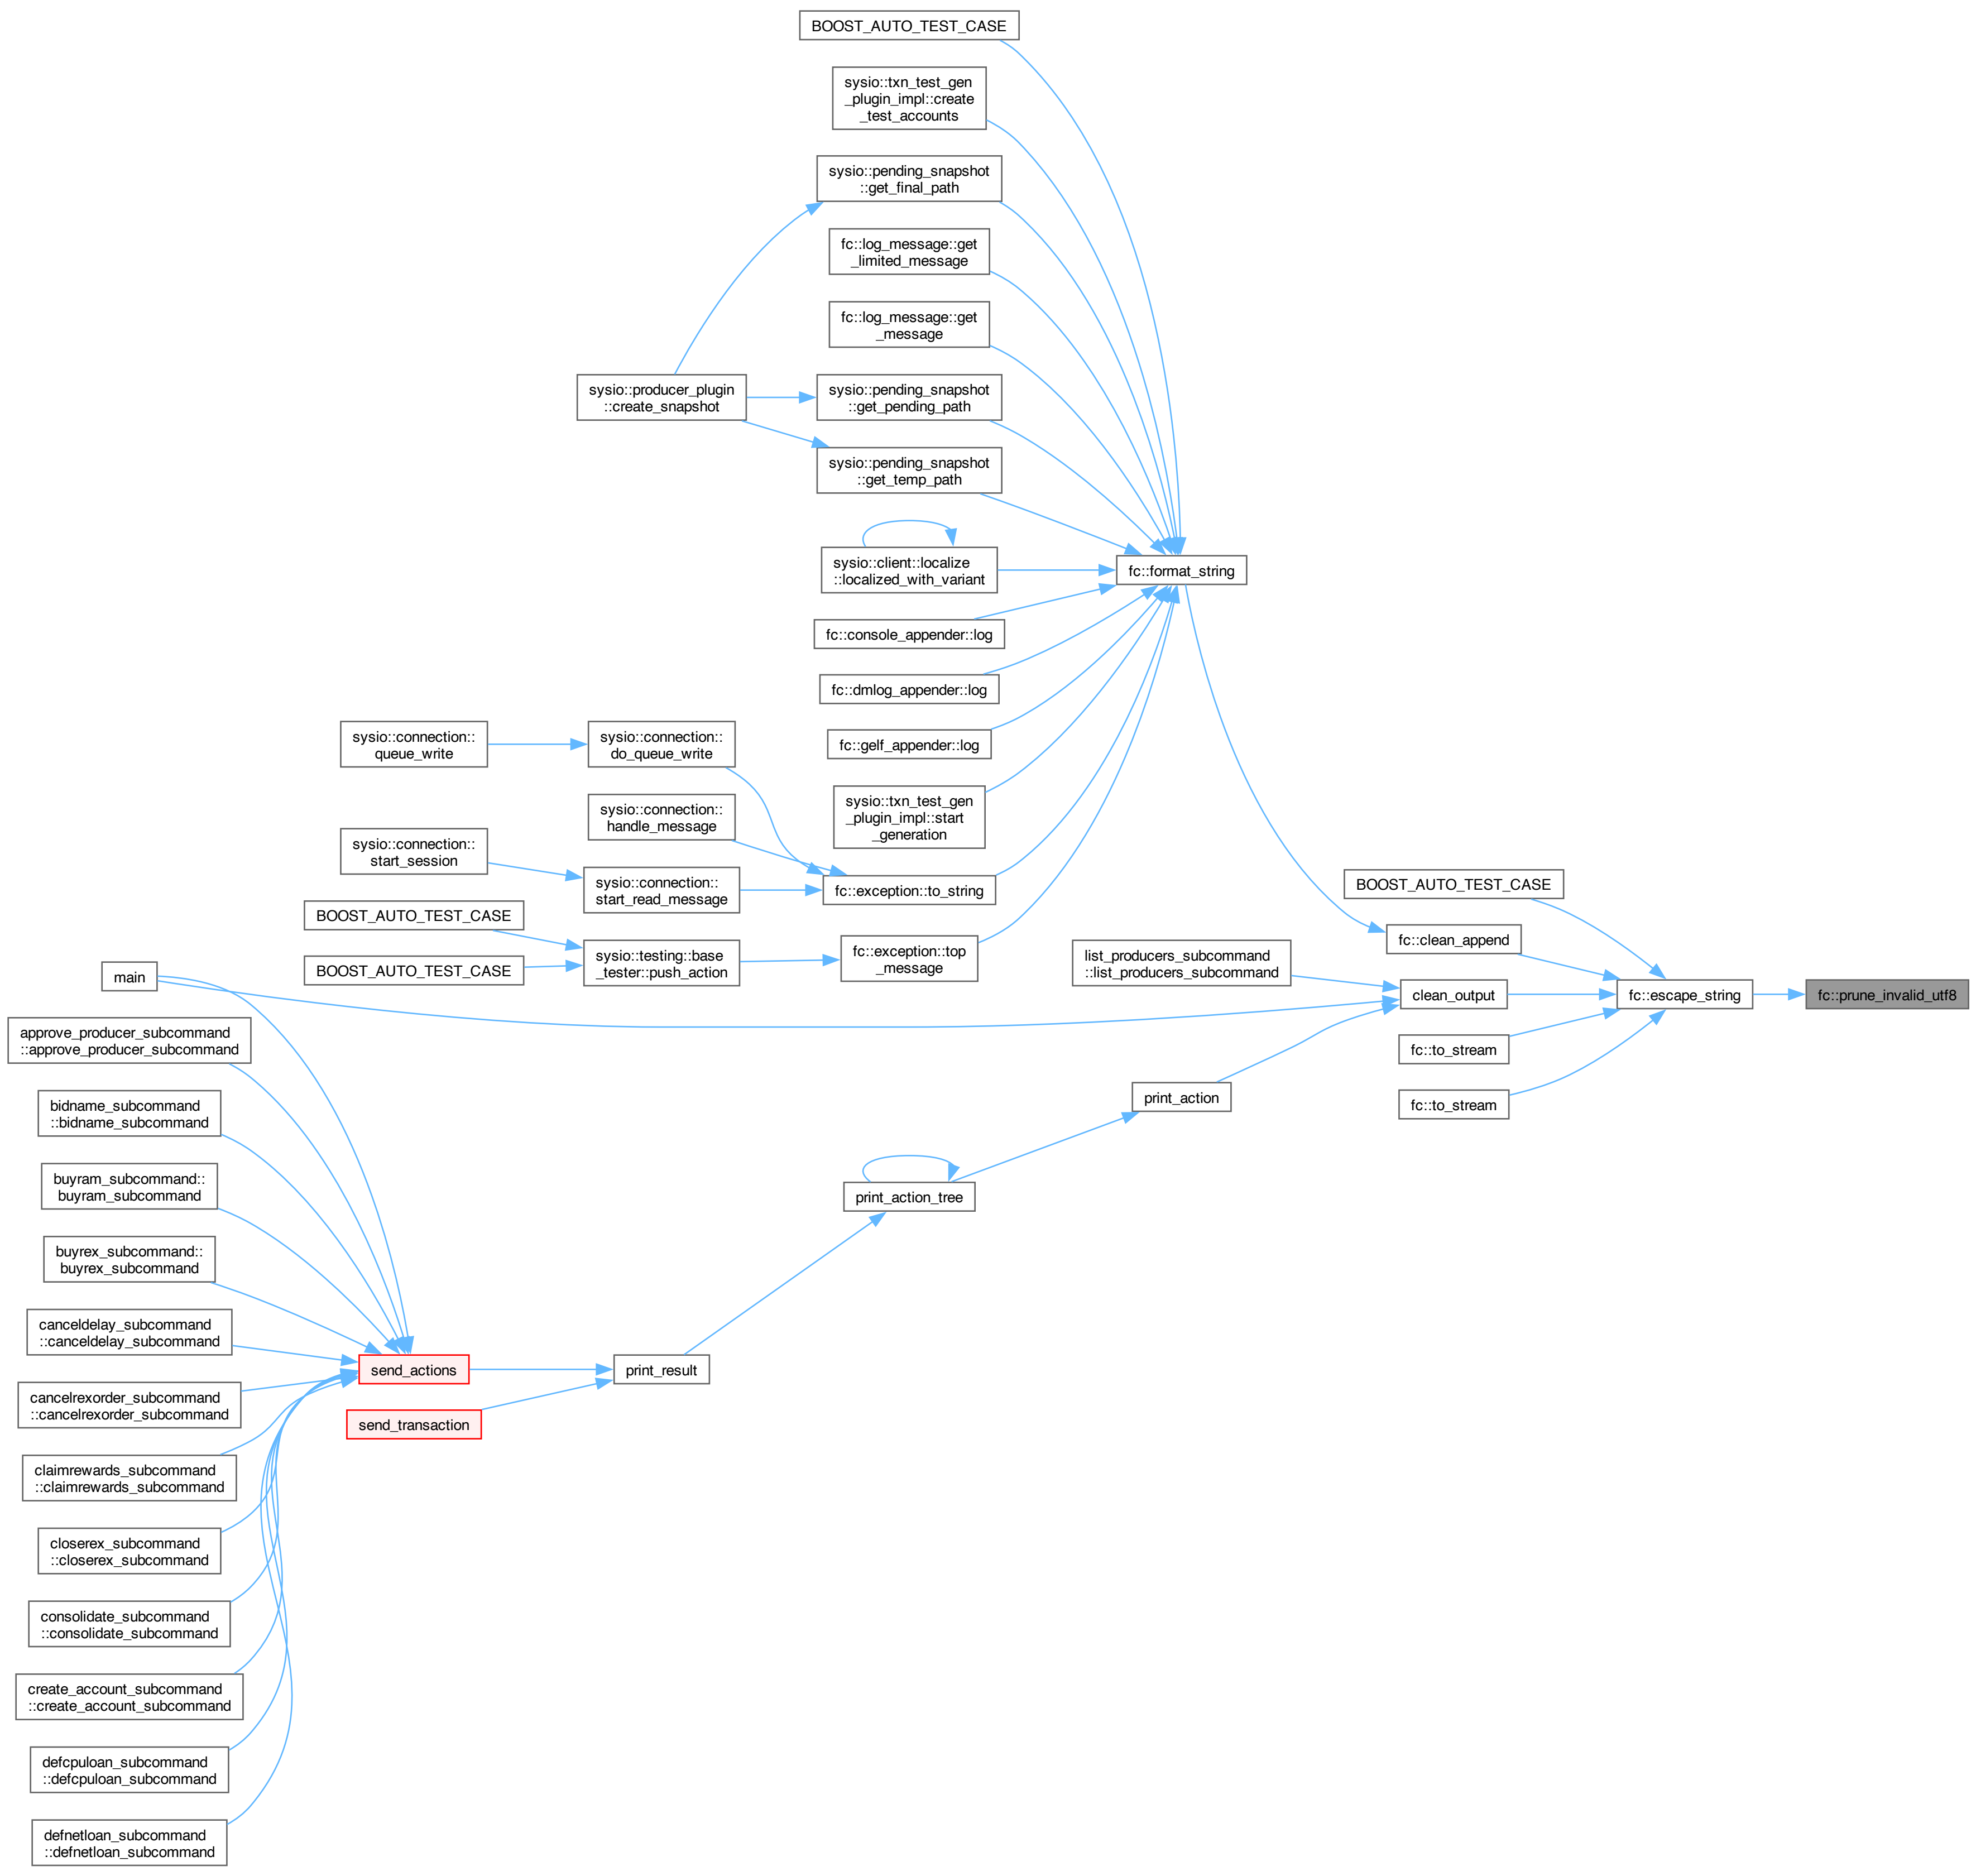 BOOST_AUTO_TEST_CASE
sysio::txn_test_gen
_plugin_impl::create
_test_accounts
sysio::pending_snapshot
::get_final_path
fc::log_message::get
_limited_message
fc::log_message::get
_message
sysio::producer_plugin
::create_snapshot
sysio::pending_snapshot
::get_pending_path
sysio::pending_snapshot
::get_temp_path
sysio::client::localize
::localized_with_variant
fc::format_string
fc::console_appender::log
fc::dmlog_appender::log
fc::gelf_appender::log
sysio::connection::
queue_write
sysio::connection::
do_queue_write
sysio::txn_test_gen
_plugin_impl::start
_generation
sysio::connection::
handle_message
sysio::connection::
start_session
sysio::connection::
start_read_message
fc::exception::to_string
BOOST_AUTO_TEST_CASE
BOOST_AUTO_TEST_CASE
BOOST_AUTO_TEST_CASE
sysio::testing::base
_tester::push_action
fc::exception::top
_message
fc::clean_append
list_producers_subcommand
::list_producers_subcommand
main
clean_output
fc::escape_string
fc::prune_invalid_utf8
fc::to_stream
fc::to_stream
print_action
approve_producer_subcommand
::approve_producer_subcommand
bidname_subcommand
::bidname_subcommand
buyram_subcommand::
buyram_subcommand
print_action_tree
buyrex_subcommand::
buyrex_subcommand
canceldelay_subcommand
::canceldelay_subcommand
send_actions
print_result
cancelrexorder_subcommand
::cancelrexorder_subcommand
send_transaction
claimrewards_subcommand
::claimrewards_subcommand
closerex_subcommand
::closerex_subcommand
consolidate_subcommand
::consolidate_subcommand
create_account_subcommand
::create_account_subcommand
defcpuloan_subcommand
::defcpuloan_subcommand
defnetloan_subcommand
::defnetloan_subcommand